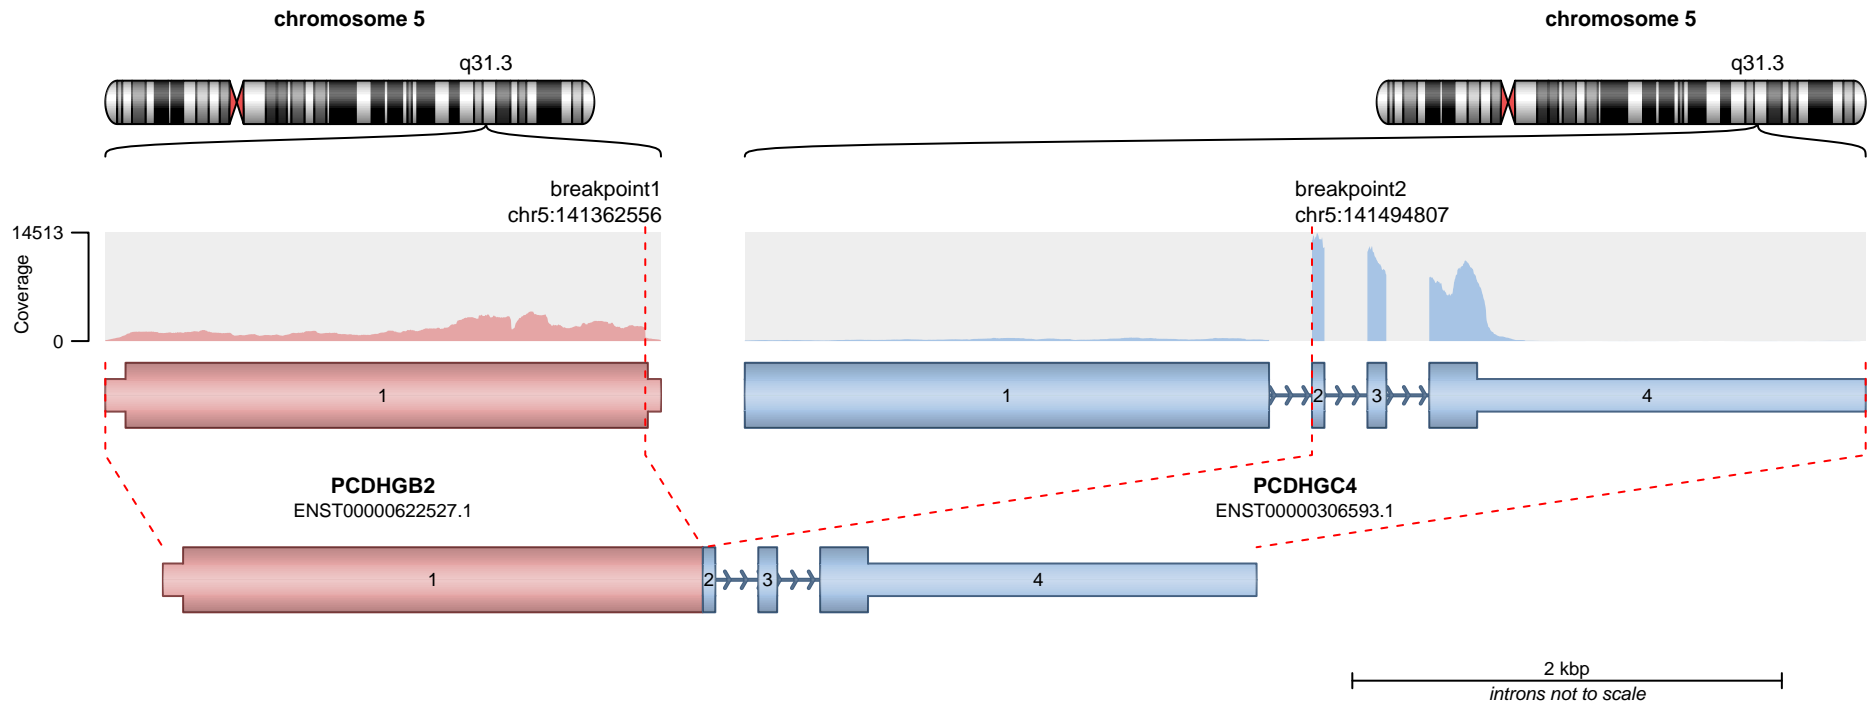 chromosome 5
chromosome 5
q31.3
q31.3
breakpoint1
chr5:141362556
breakpoint2
chr5:141494807
14513
Coverage
0
1
1
2
3
4
PCDHGB2
ENST00000622527.1
PCDHGC4
ENST00000306593.1
1
2
3
4
2 kbp
introns not to scale